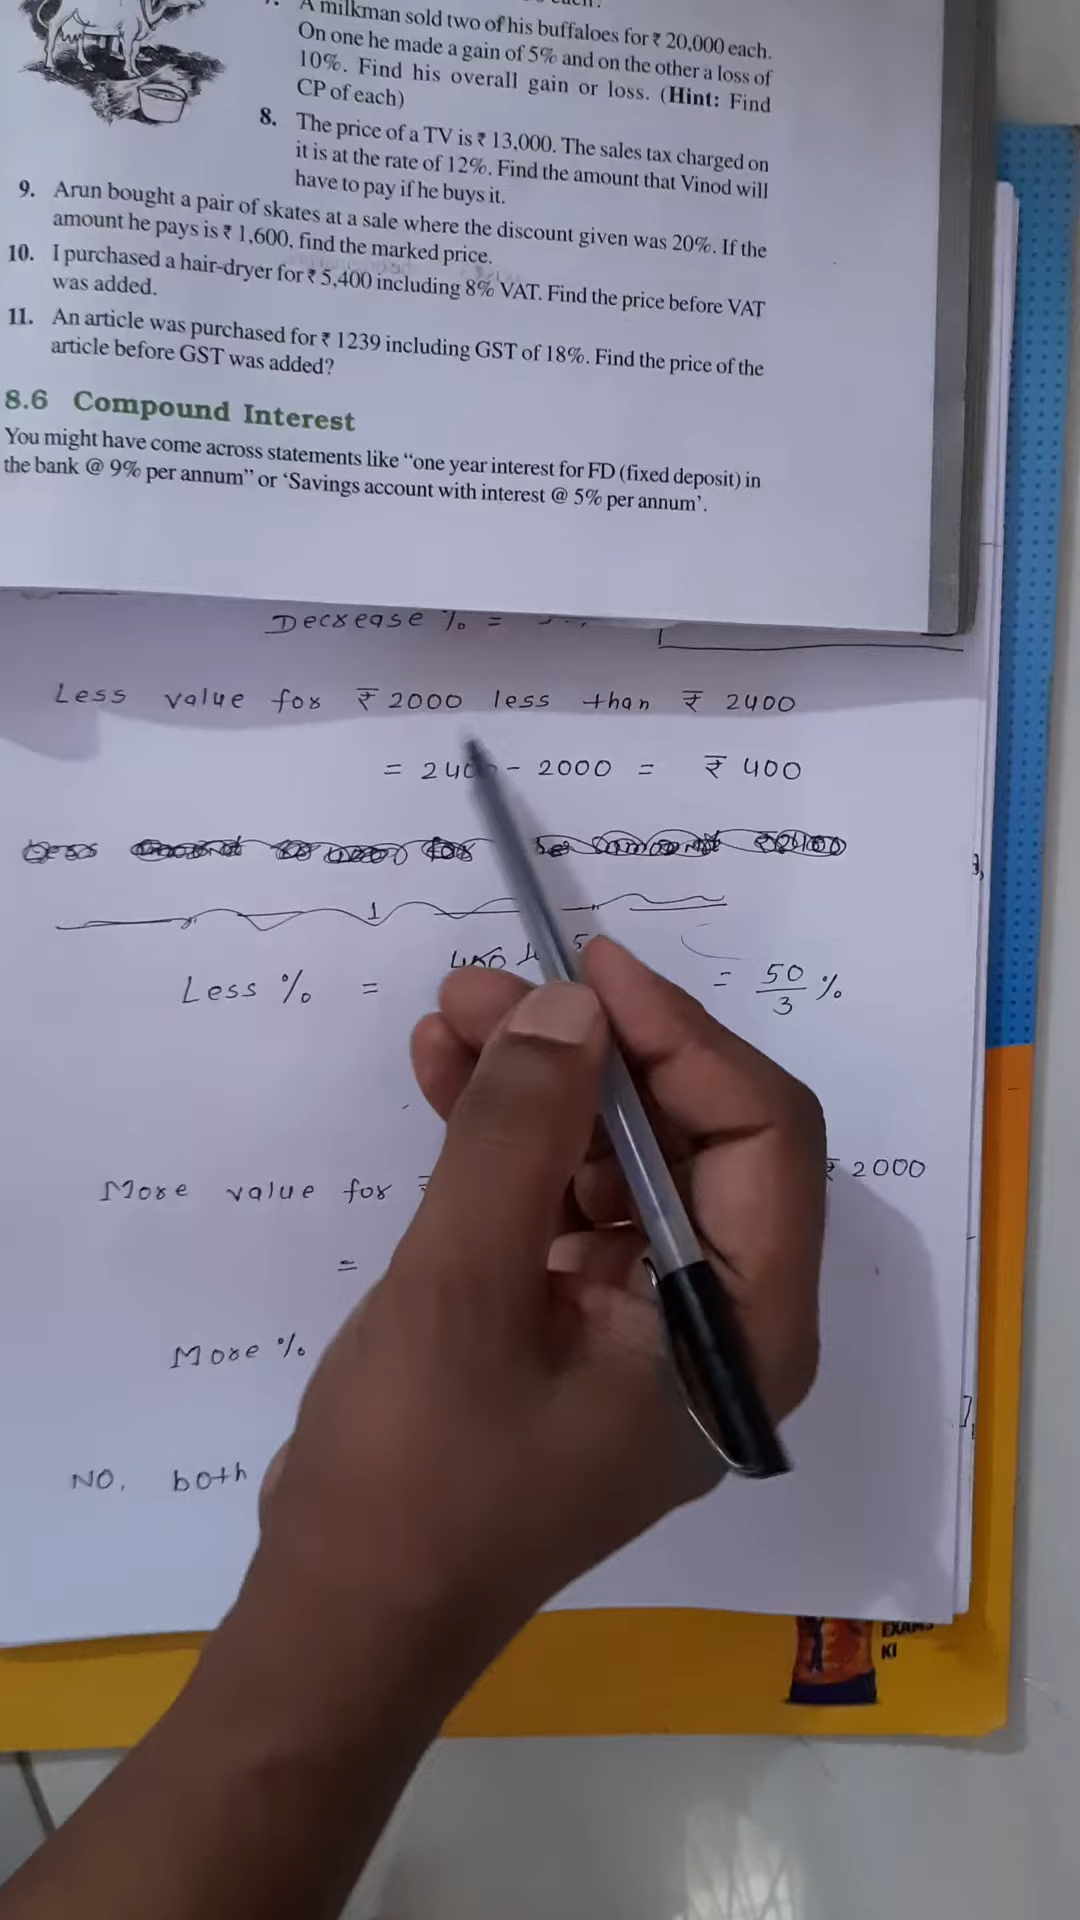 A milkman sold two of his buffaloes for ₹ 20,000 each.
On one he made a gain of 5% and on the other a loss of
10%. Find his overall gain or loss. (Hint: Find
CP of each)
8. The price of a TV is ₹ 13,000. The sales tax charged on
it is at the rate of 12%. Find the amount that Vinod will
have to pay if he buys it.
9. Arun bought a pair of skates at a sale where the discount given was 20%. If the
amount he pays is ₹ 1,600, find the marked price.
10. I purchased a hair-dryer for ₹ 5,400 including 8% VAT. Find the price before VAT
was added.
11. An article was purchased for ₹ 1239 including GST of 18%. Find the price of the
article before GST was added?
8.6 Compound Interest
You might have come across statements like “one year interest for FD (fixed deposit) in
the bank @ 9% per annum” or ‘Savings account with interest @ 5% per annum’.
Decrease % =
Less value for ₹ 2000 less than ₹ 2400
= 2400 - 2000 = ₹ 400
Less % = = 50/3 %
More value for ₹ ₹ 2000
=
More %
NO, both
EXAMS
KI